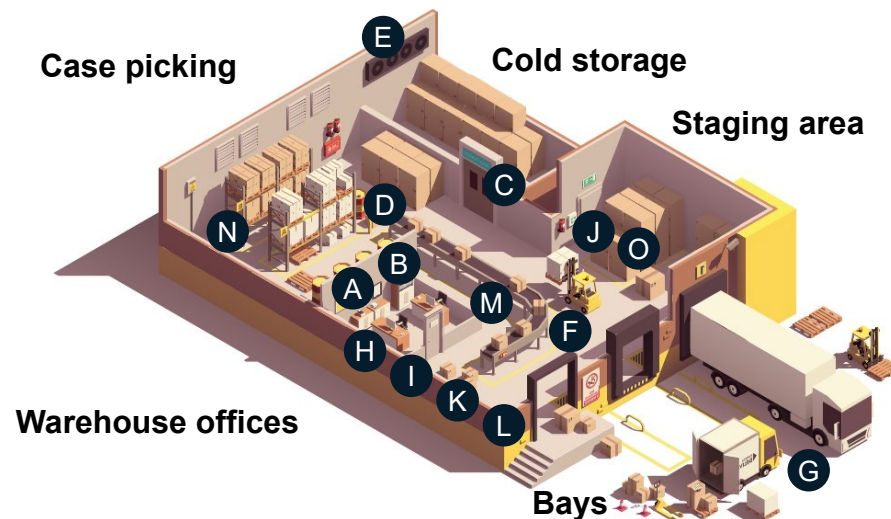 E
Case picking
Cold storage
Staging area
C
D
N
J
O
B
A
M
F
H
I
K
L
G
Warehouse offices
Bays